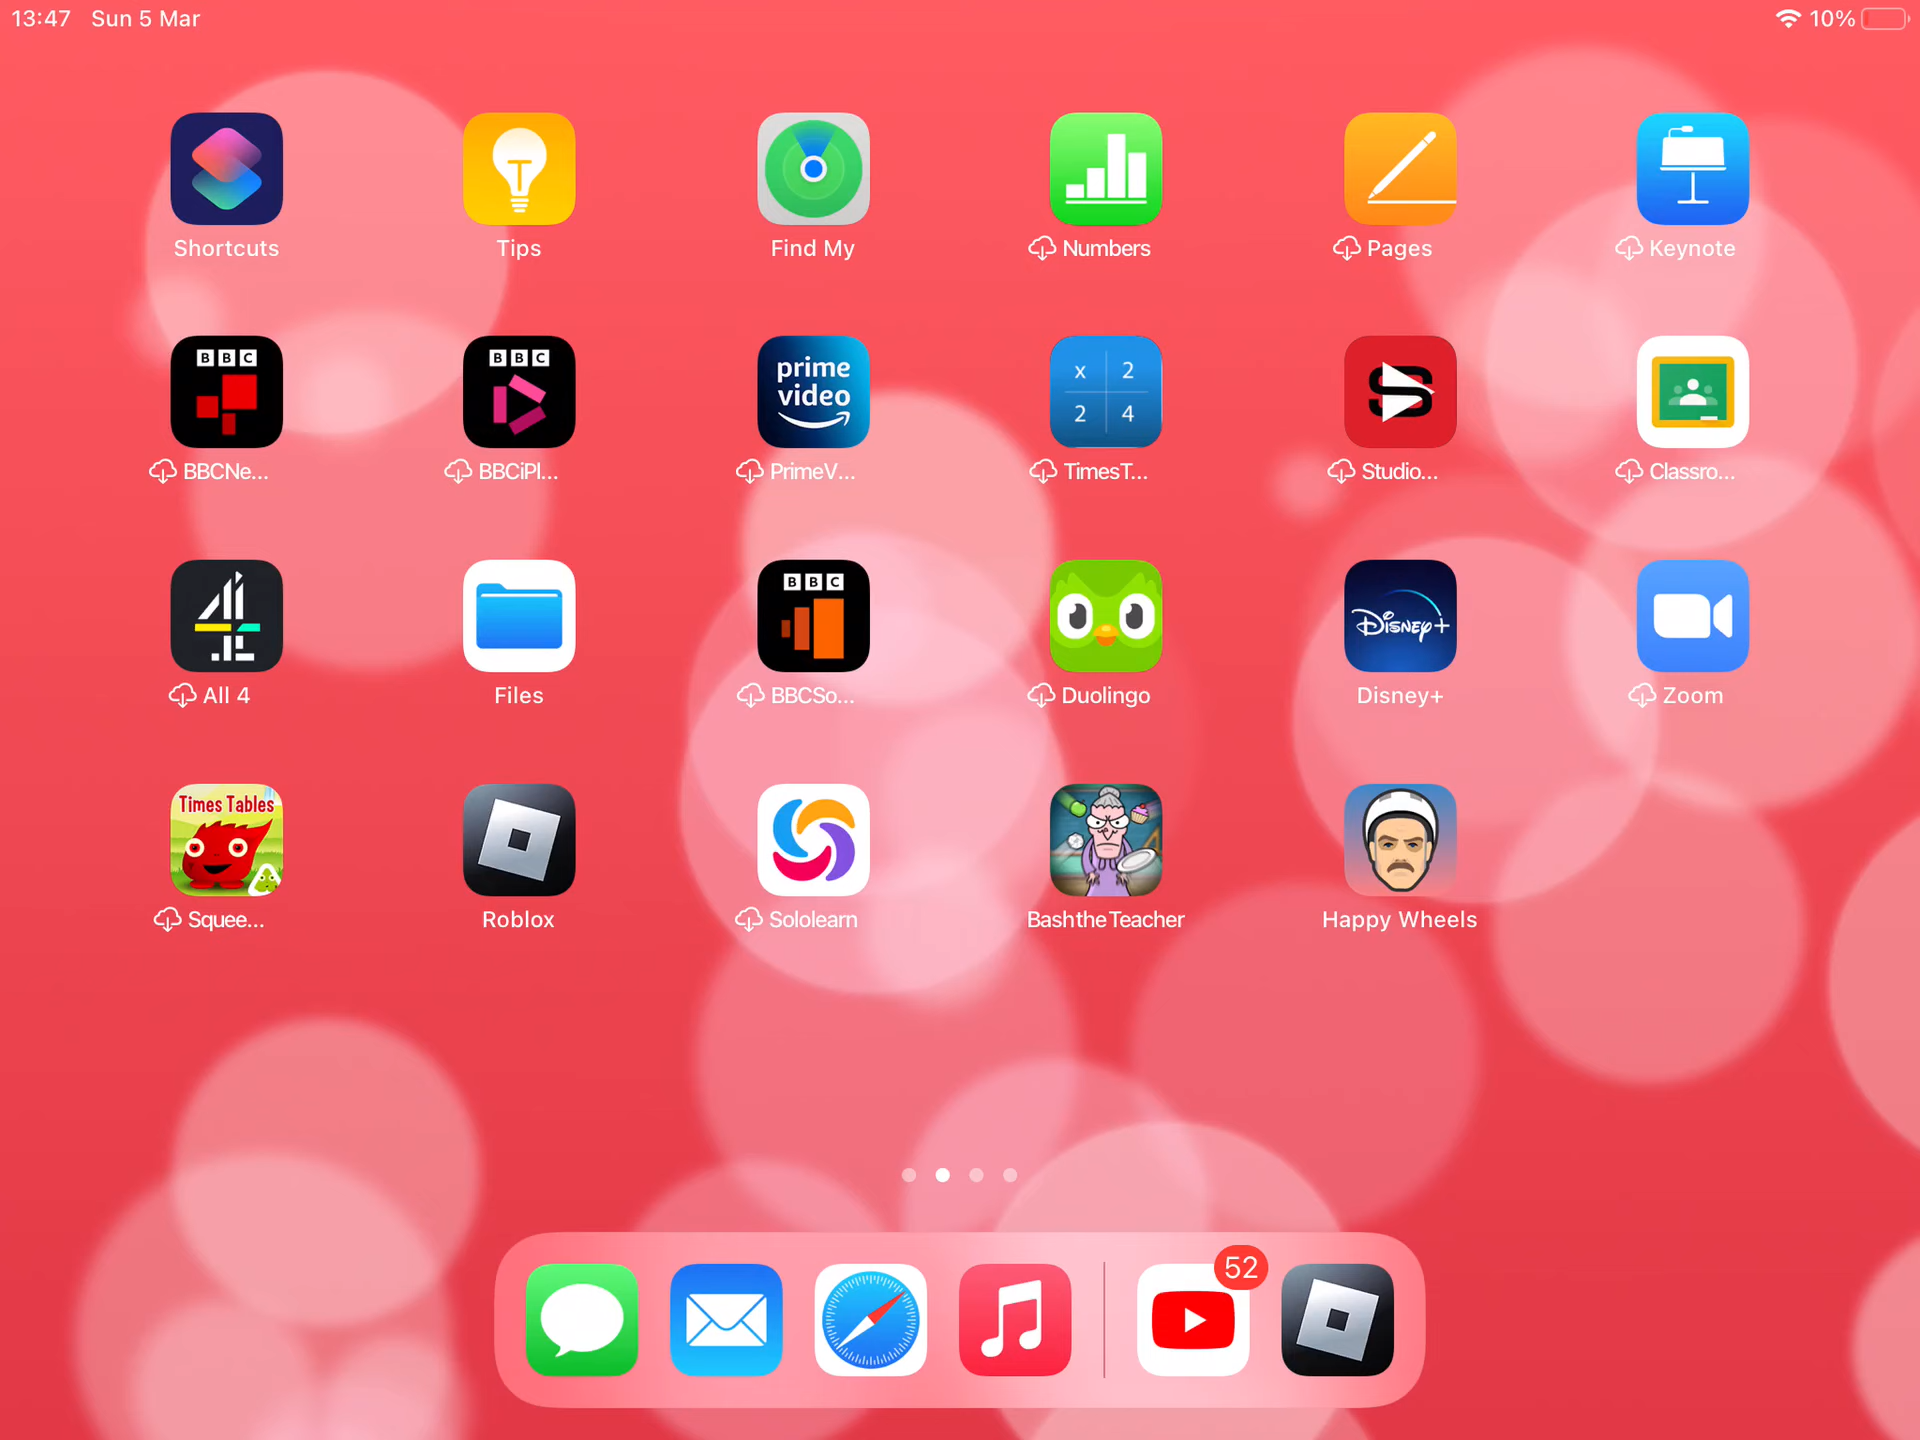 13:47 Sun 5 Mar 10%
Shortcuts Tips Find My Numbers Pages Keynote
BBC BBC prime video x 2 2 4 S
BBCNe... BBCiPl... PrimeV... TimesT... Studio... Classro...
4 BBC Disney+
All 4 Files BBCSo... Duolingo Disney+ Zoom
Times Tables
Squee... Roblox Sololearn BashtheTeacher Happy Wheels
52